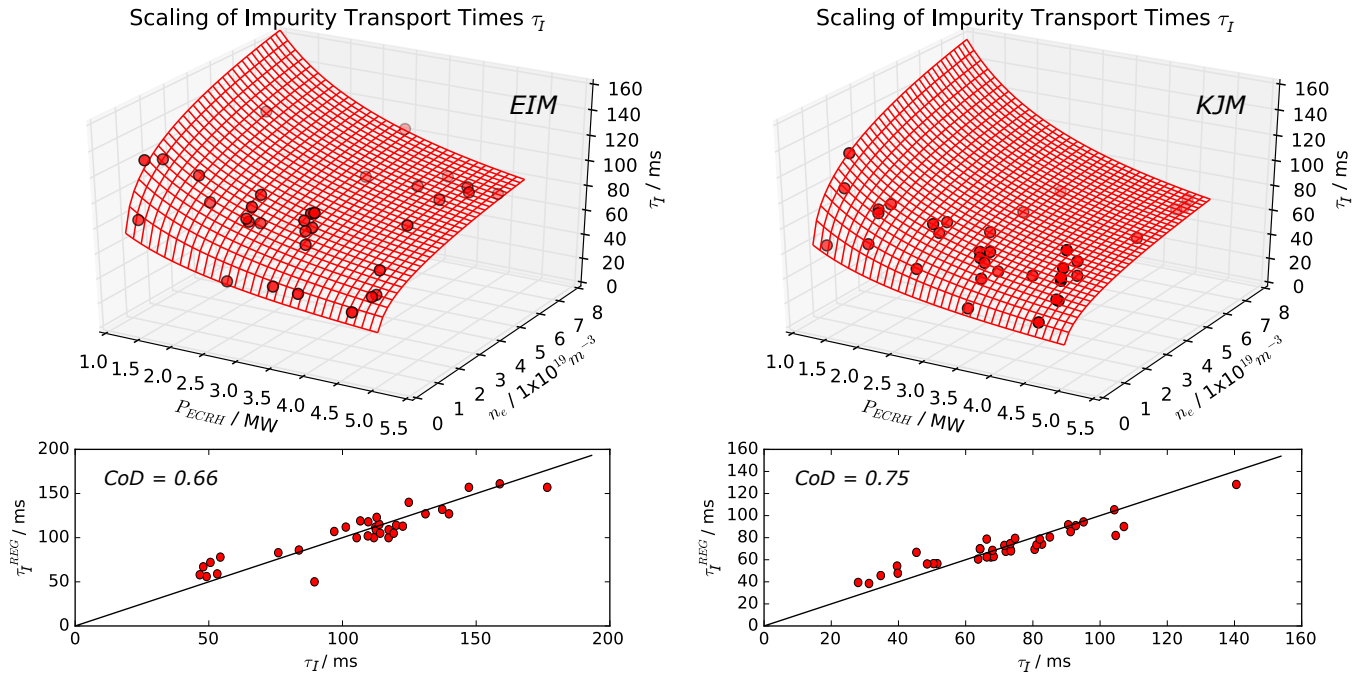 Scaling of Impurity Transport Times τ_I
EIM
160
140
120
100
80
60
40
20
0
τ_I / ms
1.0 1.5 2.0 2.5 3.0 3.5 4.0 4.5 5.0 5.5
P_ECRH / MW
0 1 2 3 4 5 6 7 8
n_e / 1x10^19 m^-3
Scaling of Impurity Transport Times τ_I
KJM
160
140
120
100
80
60
40
20
0
τ_I / ms
1.0 1.5 2.0 2.5 3.0 3.5 4.0 4.5 5.0 5.5
P_ECRH / MW
0 1 2 3 4 5 6 7 8
n_e / 1x10^19 m^-3
CoD = 0.66
200
150
100
50
0
τ_I^REG / ms
0 50 100 150 200
τ_I / ms
CoD = 0.75
160
140
120
100
80
60
40
20
0
τ_I^REG / ms
0 20 40 60 80 100 120 140 160
τ_I / ms